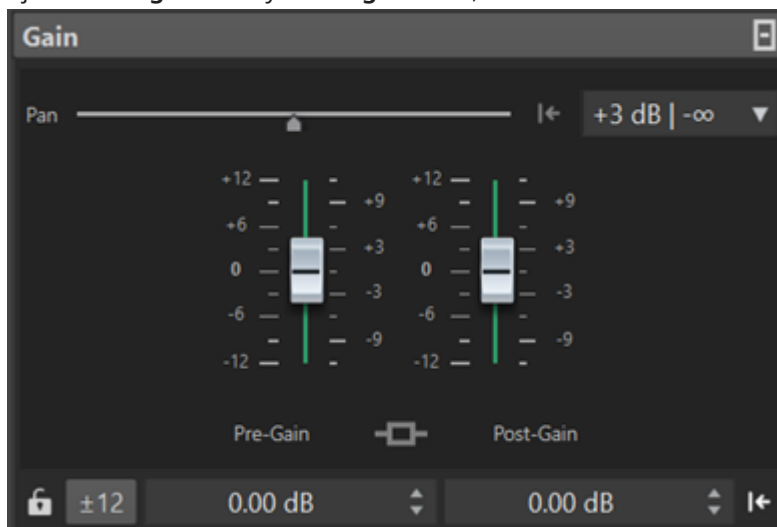 Gain
Pan +3 dB | -∞
+12 +12
+9 +9
+6 +6
+3 +3
0 0
-3 -3
-6 -6
-9 -9
-12 -12
Pre-Gain Post-Gain
±12 0.00 dB 0.00 dB